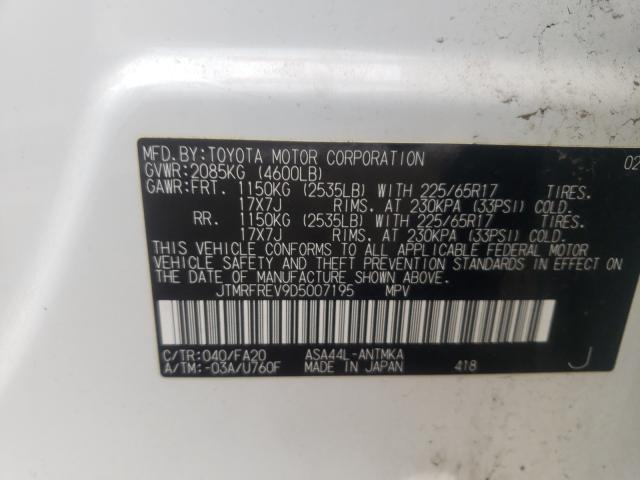 MFD.BY:TOYOTA MOTOR CORPORATION 02
GVWR:2085KG (4600LB)
GAWR:FRT. 1150KG (2535LB) WITH 225/65R17 TIRES.
17X7J RIMS. AT 230KPA (33PSI) COLD.
RR. 1150KG (2535LB) WITH 225/65R17 TIRES.
17X7J RIMS. AT 230KPA (33PSI) COLD.
THIS VEHICLE CONFORMS TO ALL APPLICABLE FEDERAL MOTOR
VEHICLE SAFETY AND THEFT PREVENTION STANDARDS IN EFFECT
ON THE DATE OF MANUFACTURE SHOWN ABOVE.
JTMRFREV9D5007195 MPV
C/TR:040/FA20 ASA44L-ANTMKA
A/TM:-03A/U760F MADE IN JAPAN 418 J